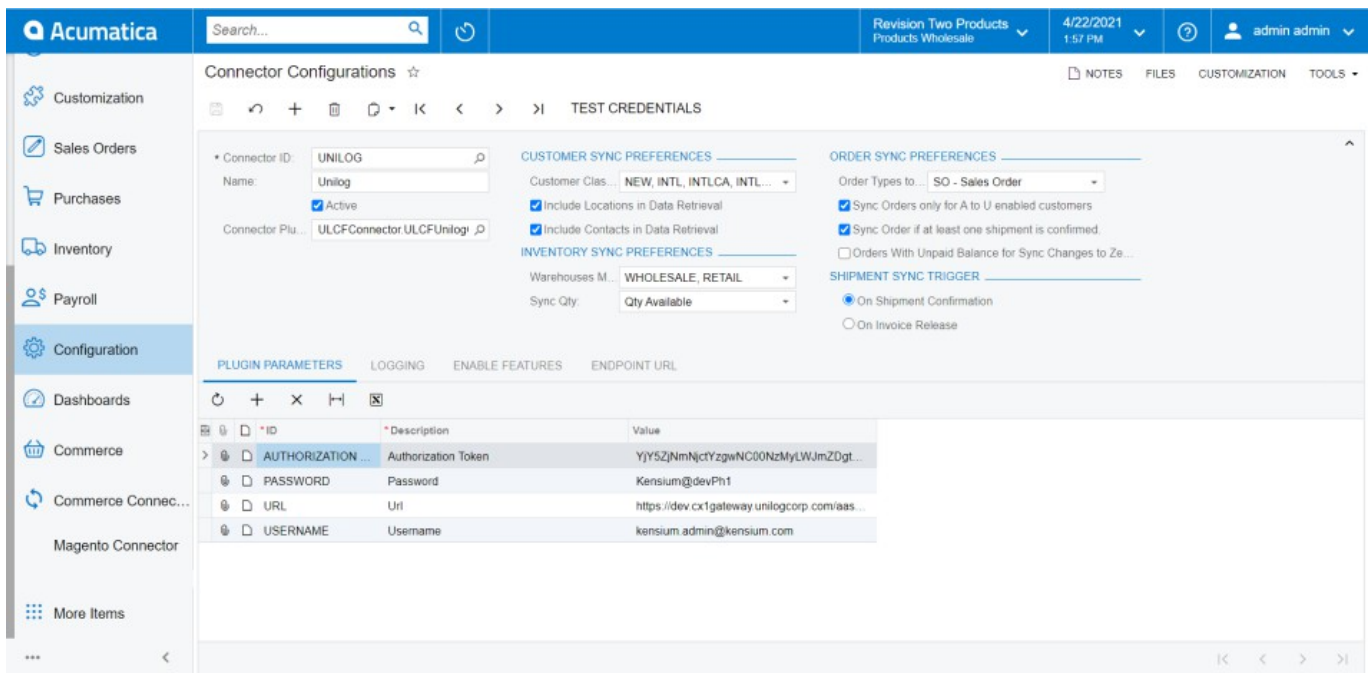 Acumatica
Search...
Revision Two Products
Products Wholesale
4/22/2021
1:57 PM
admin admin
Customization
Sales Orders
Purchases
Inventory
Payroll
Configuration
Dashboards
Commerce
Commerce Connec...
Magento Connector
More Items
Connector Configurations
NOTES FILES CUSTOMIZATION TOOLS
TEST CREDENTIALS
* Connector ID: UNILOG
Name: Unilog
Active
Connector Plu... ULCFConnector.ULCFUnilog
CUSTOMER SYNC PREFERENCES
Customer Clas... NEW, INTL, INTLCA, INTL...
Include Locations in Data Retrieval
Include Contacts in Data Retrieval
INVENTORY SYNC PREFERENCES
Warehouses M... WHOLESALE, RETAIL
Sync Qty: Qty Available
ORDER SYNC PREFERENCES
Order Types to... SO - Sales Order
Sync Orders only for A to U enabled customers
Sync Order if at least one shipment is confirmed.
Orders With Unpaid Balance for Sync Changes to Ze...
SHIPMENT SYNC TRIGGER
On Shipment Confirmation
On Invoice Release
PLUGIN PARAMETERS LOGGING ENABLE FEATURES ENDPOINT URL
* ID * Description Value
AUTHORIZATION ... Authorization Token YjY5ZjNmNjctYzgwNC00NzMyLWJmZDgt...
PASSWORD Password Kensium@devPh1
URL Url https://dev.cx1gateway.unilogcorp.com/aas...
USERNAME Username kensium.admin@kensium.com